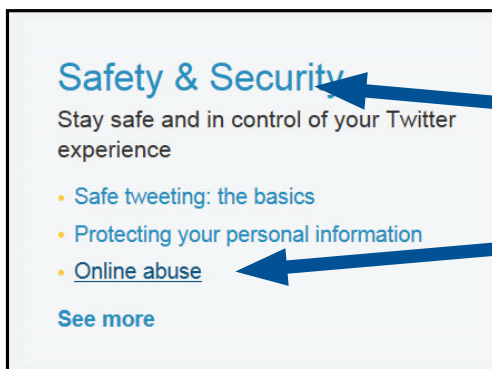 Safety & Security
Stay safe and in control of your Twitter
experience
Safe tweeting: the basics
Protecting your personal information
Online abuse
See more